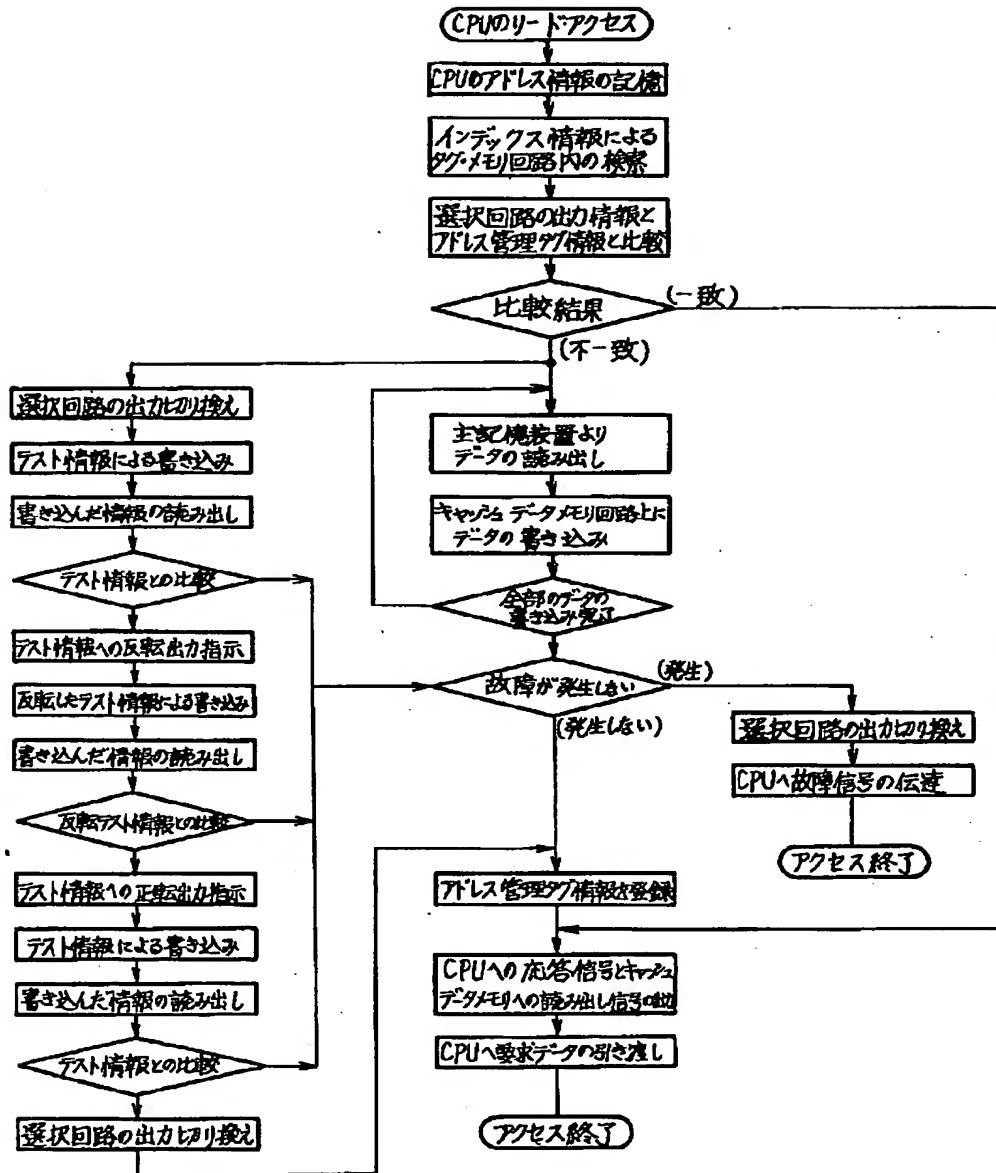 CPUのリード・アクセス
CPUのアドレス情報の記憶
インデックス情報による
タグ・メモリ回路内の検察
選択回路の出力情報と
アドレス管理タグ情報と比較
比較結果
(一致)
(不一致)
選択回路の出力切り換え
テスト情報による書き込み
書き込んだ情報の読み出し
テスト情報との比較
テスト情報への反転出力指示
反転したテスト情報による書き込み
書き込んだ情報の読み出し
反転テスト情報との比較
テスト情報への正転出力指示
テスト情報による書き込み
書き込んだ情報の読み出し
テスト情報との比較
選択回路の出力切り換え
主記憶装置より
データの読み出し
キャッシュデータメモリ回路上に
データの書き込み
全部のデータの
書き込み完了
故障が発生しない
(発生)
(発生しない)
選択回路の出力切り換え
CPUへ故障信号の伝達
アクセス終了
アドレス管理タグ情報を登録
CPUへの応答信号とキャッシュ
データメモリへの読み出し信号の出力
CPUへ要求データの引き渡し
アクセス終了